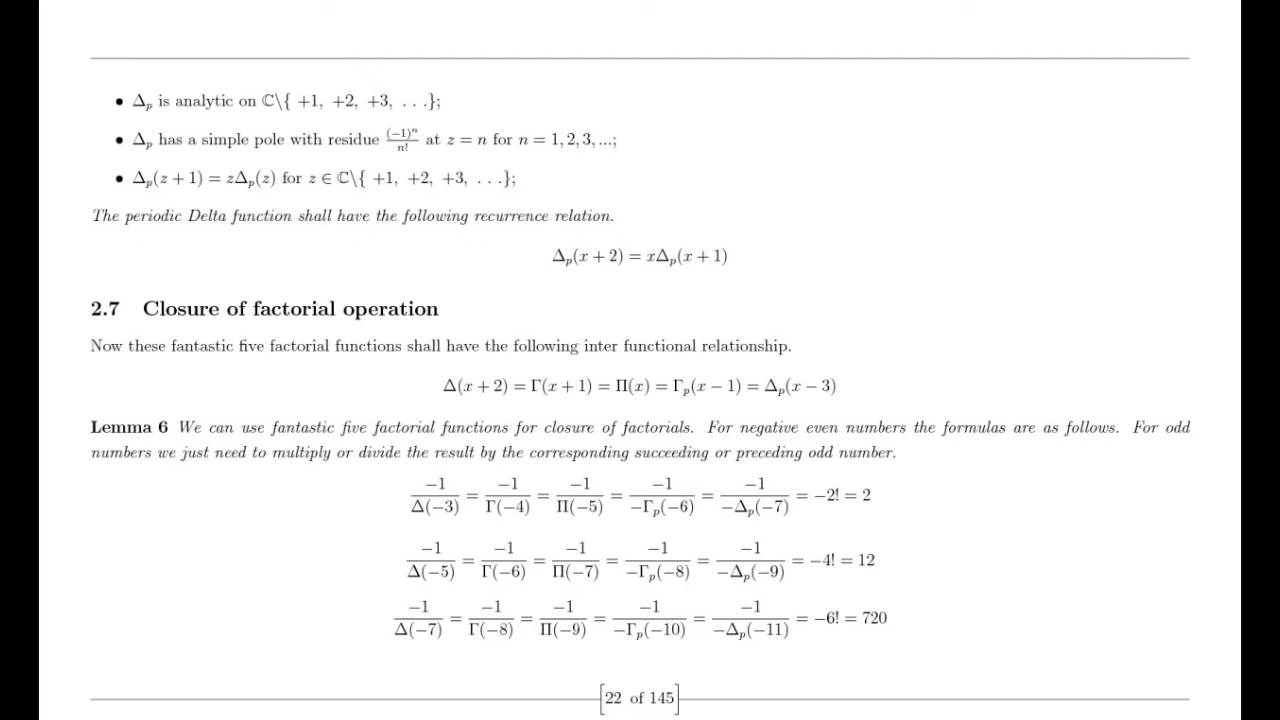 • Δ_p is analytic on ℂ\{ +1, +2, +3, . . .};
• Δ_p has a simple pole with residue (−1)^n/n! at z = n for n = 1, 2, 3, ...;
• Δ_p(z + 1) = zΔ_p(z) for z ∈ ℂ\{ +1, +2, +3, . . .};
The periodic Delta function shall have the following recurrence relation.
Δ_p(x + 2) = xΔ_p(x + 1)
2.7 Closure of factorial operation
Now these fantastic five factorial functions shall have the following inter functional relationship.
Δ(x + 2) = Γ(x + 1) = Π(x) = Γ_p(x − 1) = Δ_p(x − 3)
Lemma 6 We can use fantastic five factorial functions for closure of factorials. For negative even numbers the formulas are as follows. For odd
numbers we just need to multiply or divide the result by the corresponding succeeding or preceding odd number.
−1/Δ(−3) = −1/Γ(−4) = −1/Π(−5) = −1/−Γ_p(−6) = −1/−Δ_p(−7) = −2! = 2
−1/Δ(−5) = −1/Γ(−6) = −1/Π(−7) = −1/−Γ_p(−8) = −1/−Δ_p(−9) = −4! = 12
−1/Δ(−7) = −1/Γ(−8) = −1/Π(−9) = −1/−Γ_p(−10) = −1/−Δ_p(−11) = −6! = 720
[22 of 145]